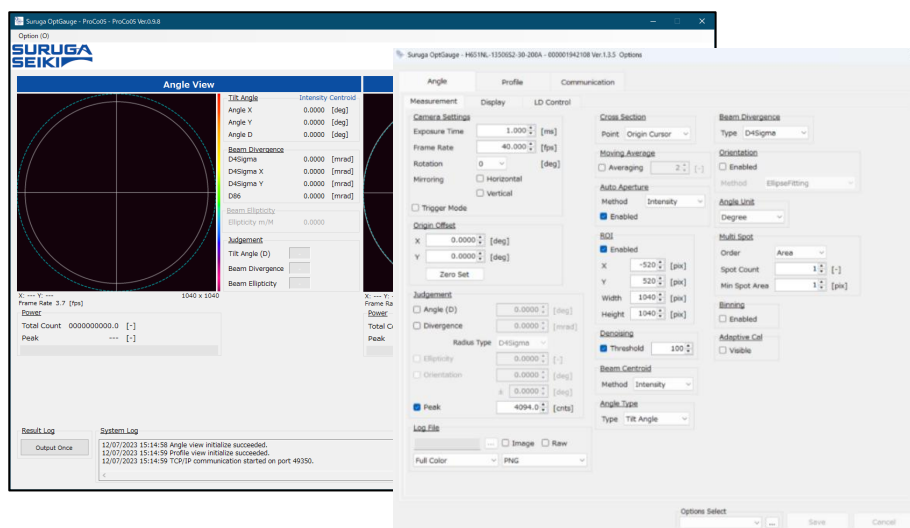 Suruga OptGauge - ProCo05 - ProCo05 Ver.0.9.8
Option (O)
SURUGA
SEIKI
Angle View
Tilt Angle Intensity Centroid
Angle X 0.0000 [deg]
Angle Y 0.0000 [deg]
Angle D 0.0000 [deg]
Beam Divergence
D4Sigma 0.0000 [mrad]
D4Sigma X 0.0000 [mrad]
D4Sigma Y 0.0000 [mrad]
D86 0.0000 [mrad]
Beam Ellipticity
Ellipticity m/M 0.0000
Judgement
Tilt Angle (D)
Beam Divergence
Beam Ellipticity
X: --- Y: --- 1040 x 1040
Frame Rate 3.7 [fps]
Power
Total Count 0000000000.0 [-]
Peak --- [-]
X: --- Y:
Frame Ra
Power
Total C
Peak
Result Log
Output Once
System Log
12/07/2023 15:14:58 Angle view initialize succeeded.
12/07/2023 15:14:59 Profile view initialize succeeded.
12/07/2023 15:14:59 TCP/IP communication started on port 49350.
Suruga OptGauge - H651NL-1350652-30-200A - 000001942108 Ver.1.3.5 Options
Angle Profile Communication
Measurement Display LD Control
Camera Settings
Exposure Time 1.000 [ms]
Frame Rate 40.000 [fps]
Rotation 0 [deg]
Mirroring Horizontal
Vertical
Trigger Mode
Origin Offset
X 0.0000 [deg]
Y 0.0000 [deg]
Zero Set
Judgement
Angle (D) 0.0000 [deg]
Divergence 0.0000 [mrad]
Radius Type D4Sigma
Ellipticity 0.0000 [-]
Orientation 0.0000 [deg]
± 0.0000 [deg]
Peak 4094.0 [cnts]
Log File
... Image Raw
Full Color PNG
Cross Section
Point Origin Cursor
Moving Average
Averaging 2 [-]
Auto Aperture
Method Intensity
Enabled
ROI
Enabled
X -520 [pix]
Y 520 [pix]
Width 1040 [pix]
Height 1040 [pix]
Denoising
Threshold 100
Beam Centroid
Method Intensity
Angle Type
Type Tilt Angle
Beam Divergence
Type D4Sigma
Orientation
Enabled
Method EllipseFitting
Angle Unit
Degree
Multi Spot
Order Area
Spot Count 1 [-]
Min Spot Area 1 [pix]
Binning
Enabled
Adaptive Cal
Visible
Options Select
... Save Cancel